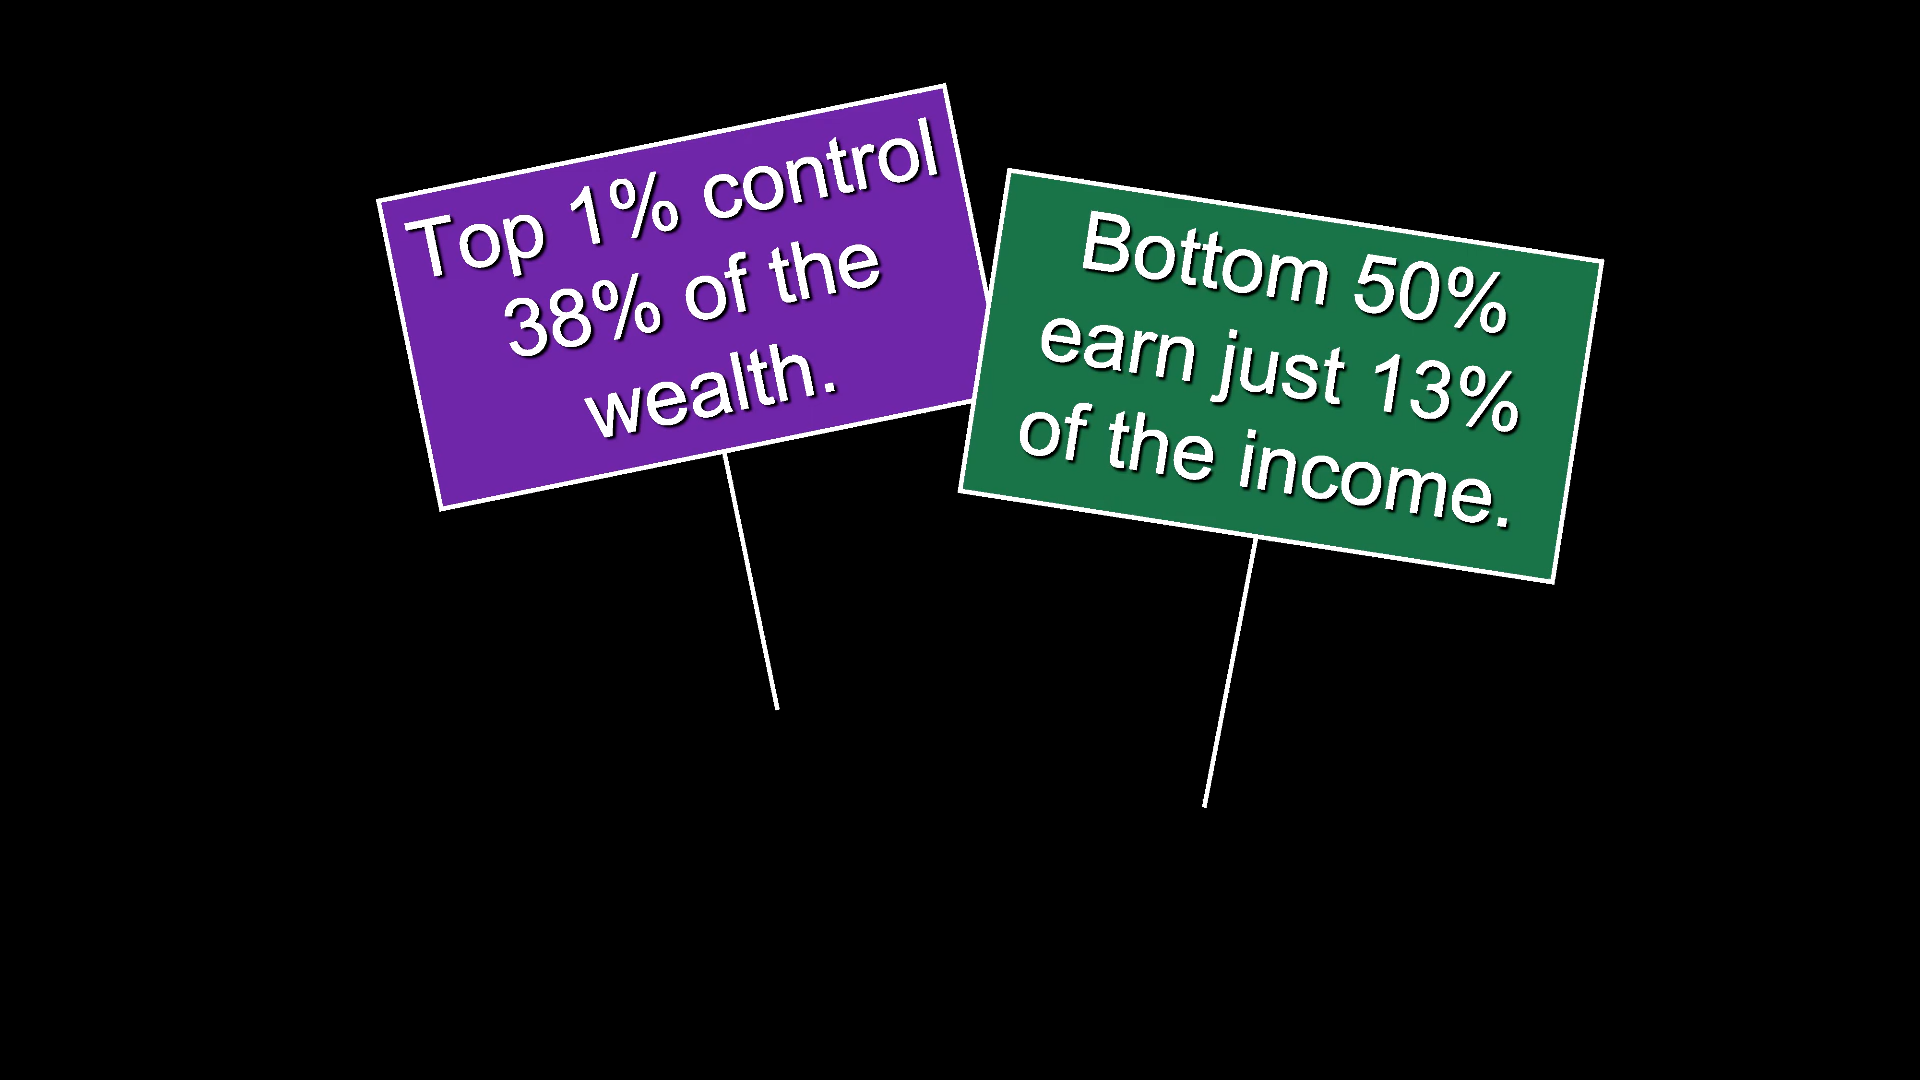 Top 1% control
38% of the
wealth.
Bottom 50%
earn just 13%
of the income.